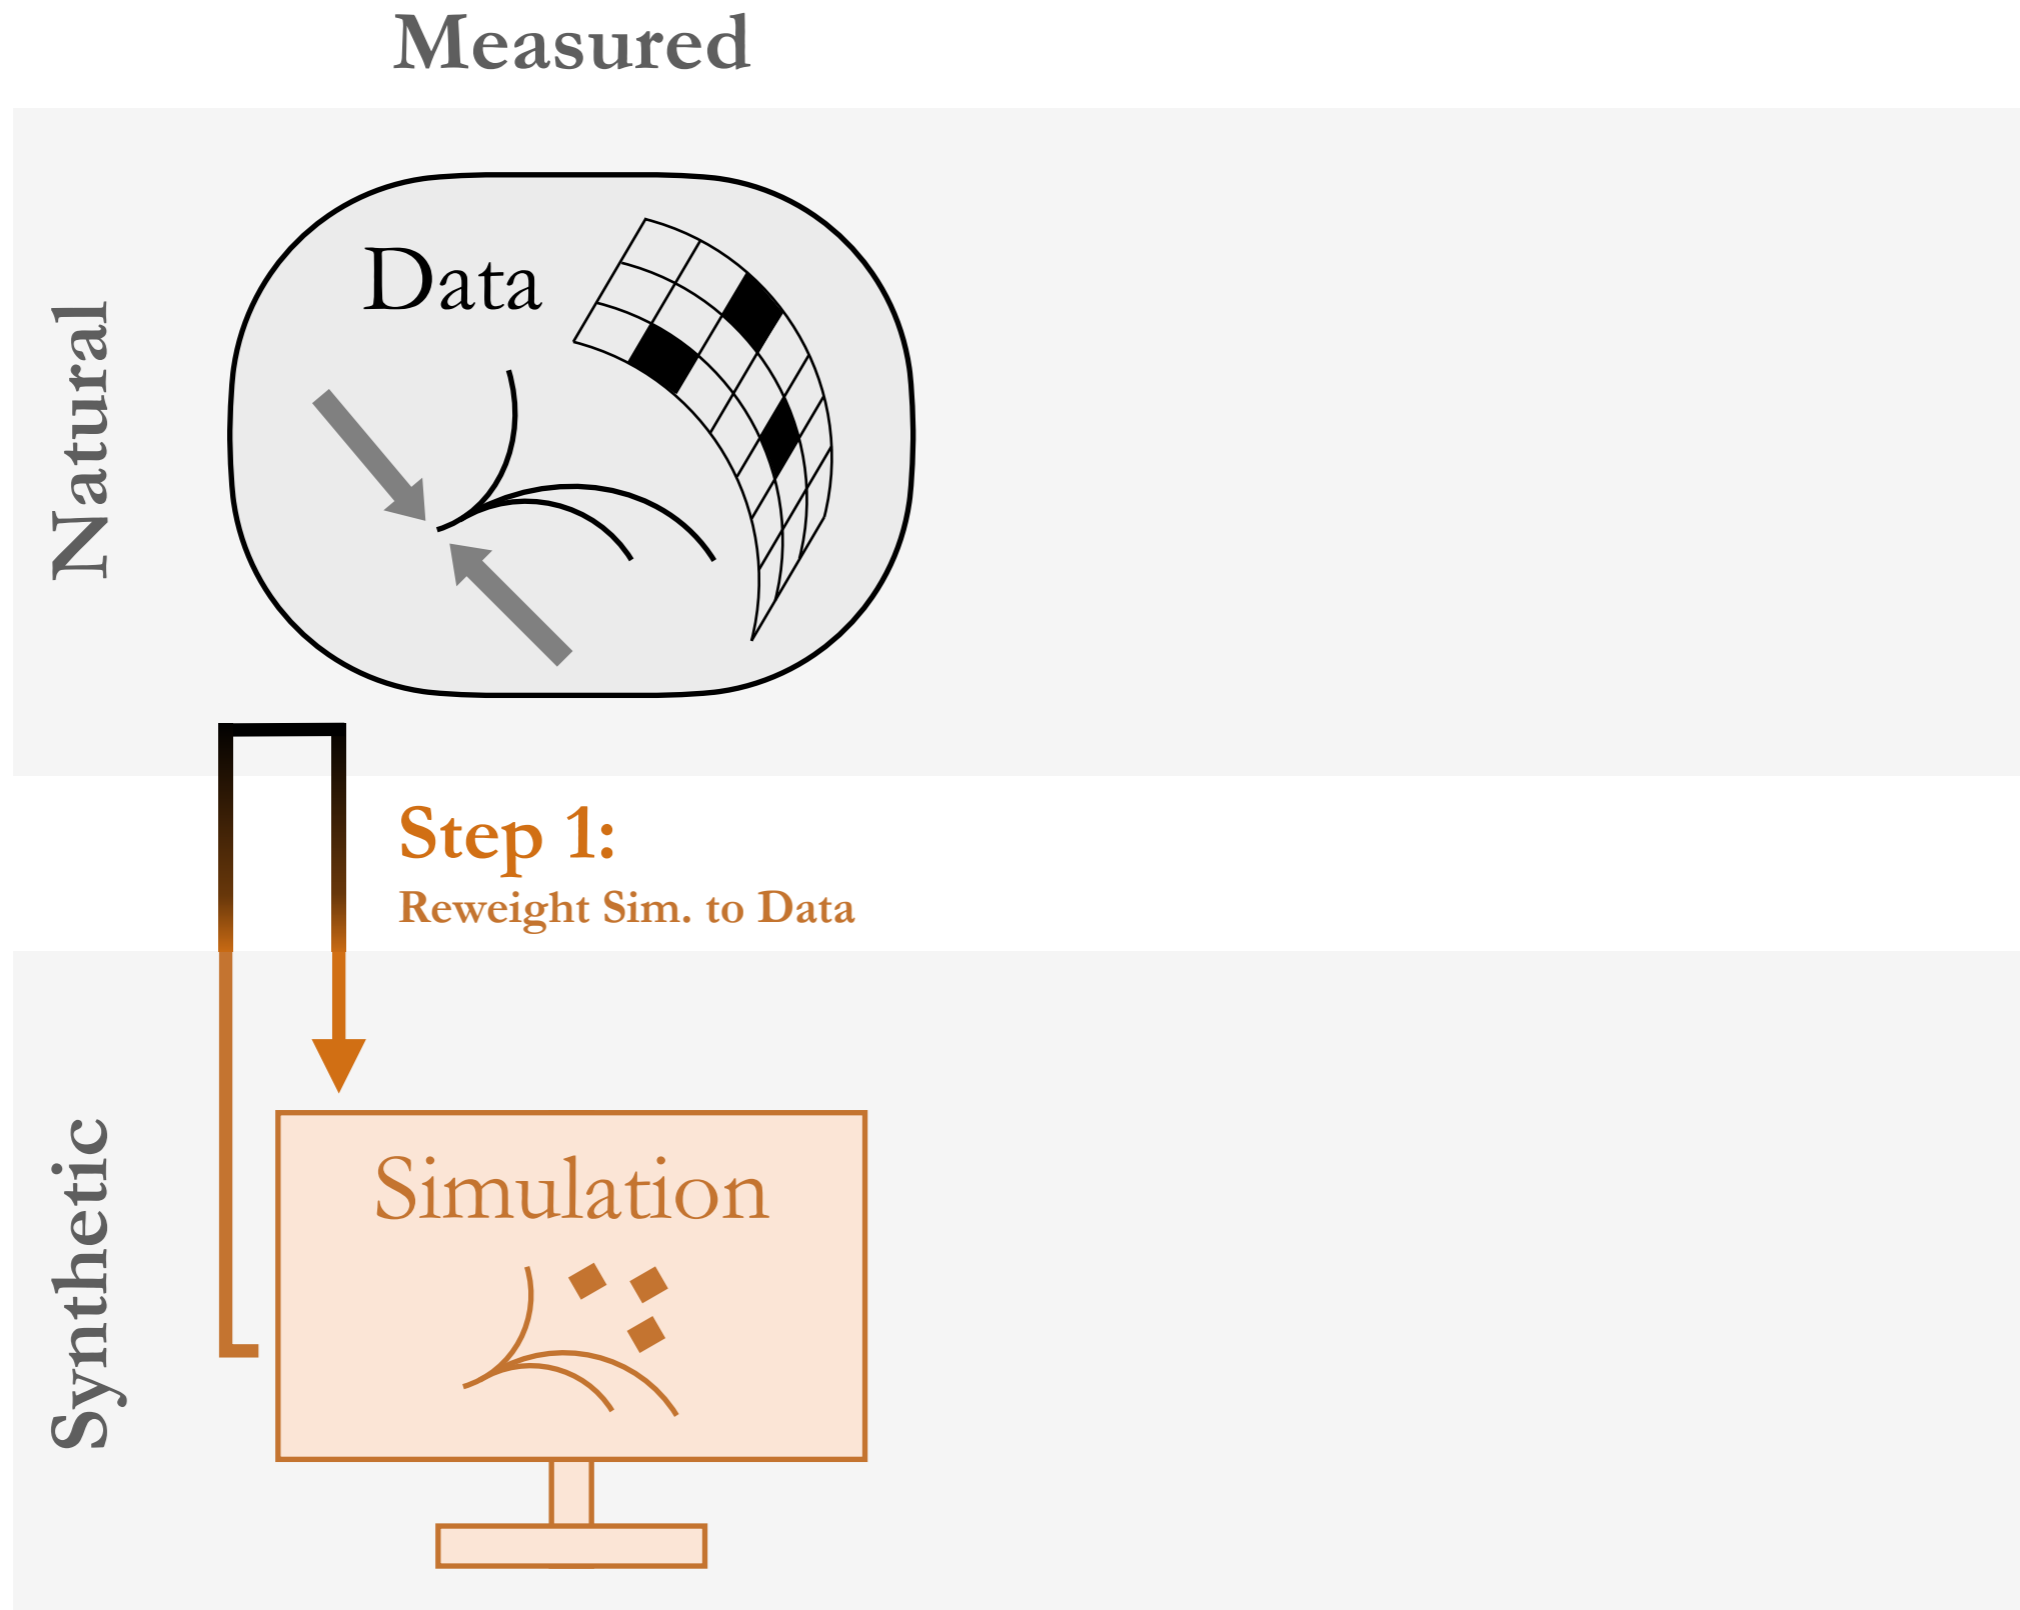 Measured
Natural
Data
Step 1:
Reweight Sim. to Data
Synthetic
Simulation